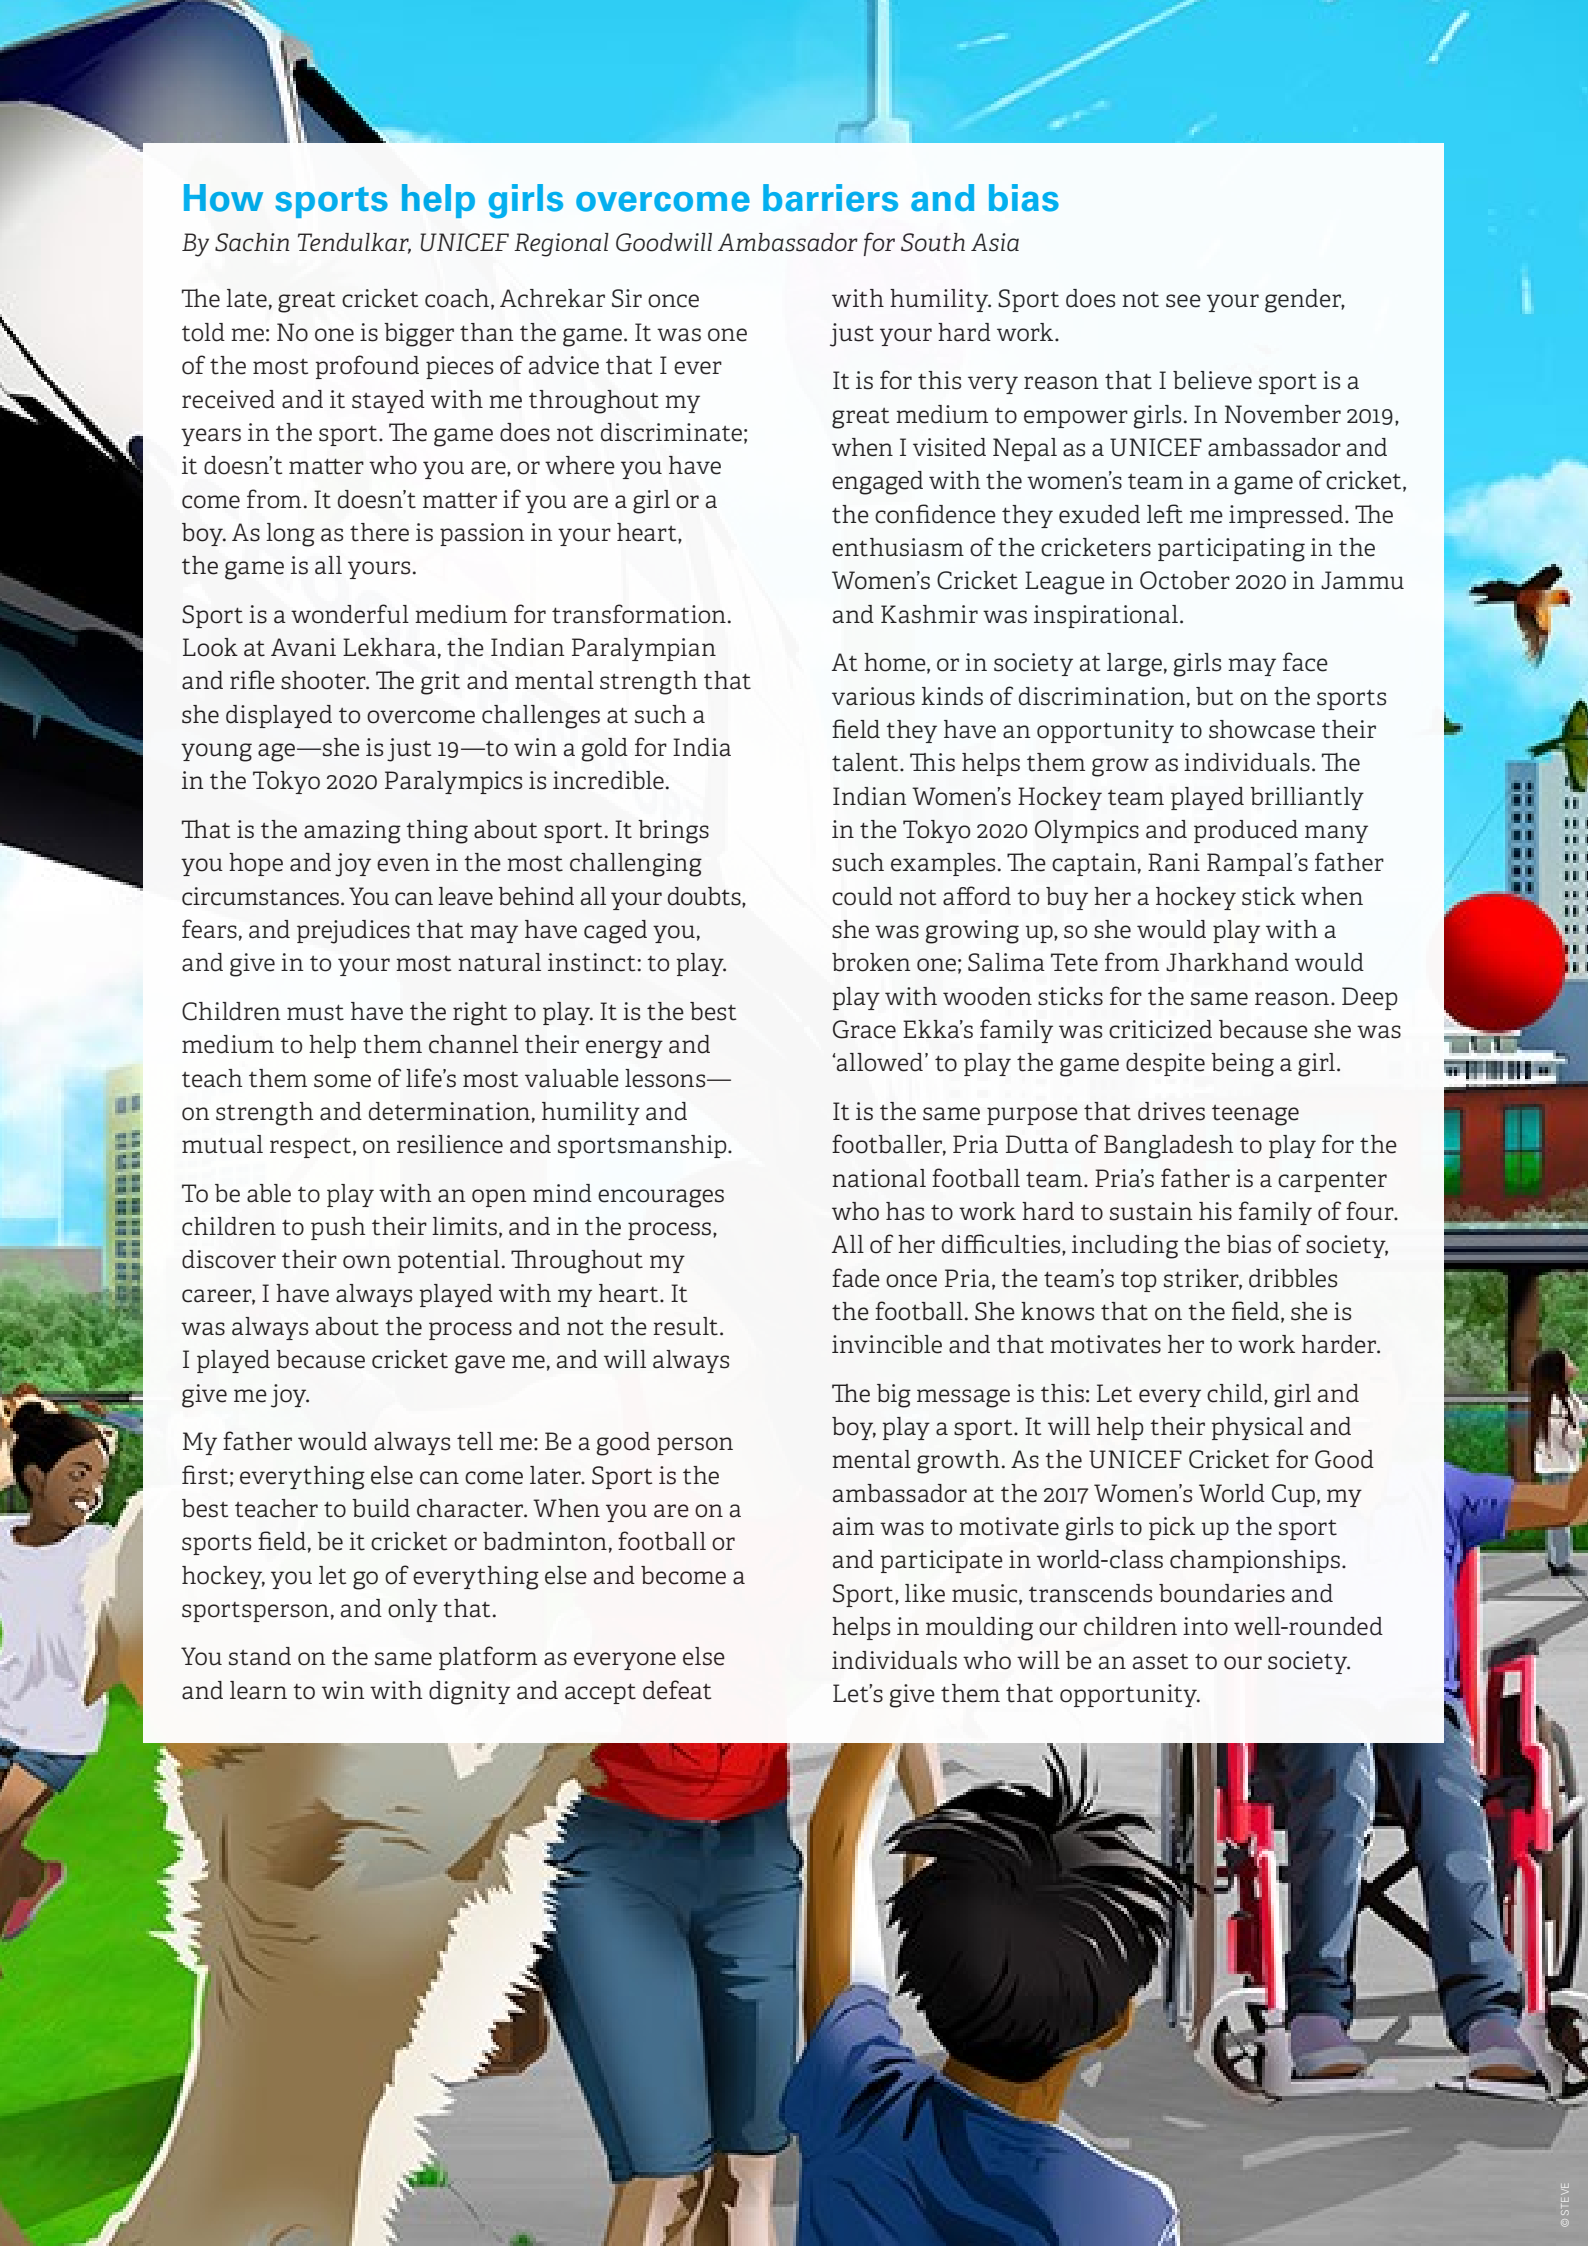 How sports help girls overcome barriers and bias
By Sachin Tendulkar, UNICEF Regional Goodwill Ambassador for South Asia
The late, great cricket coach, Achrekar Sir once
told me: No one is bigger than the game. It was one
of the most profound pieces of advice that I ever
received and it stayed with me throughout my
years in the sport. The game does not discriminate;
it doesn’t matter who you are, or where you have
come from. It doesn’t matter if you are a girl or a
boy. As long as there is passion in your heart,
the game is all yours.
Sport is a wonderful medium for transformation.
Look at Avani Lekhara, the Indian Paralympian
and rifle shooter. The grit and mental strength that
she displayed to overcome challenges at such a
young age—she is just 19—to win a gold for India
in the Tokyo 2020 Paralympics is incredible.
That is the amazing thing about sport. It brings
you hope and joy even in the most challenging
circumstances. You can leave behind all your doubts,
fears, and prejudices that may have caged you,
and give in to your most natural instinct: to play.
Children must have the right to play. It is the best
medium to help them channel their energy and
teach them some of life’s most valuable lessons—
on strength and determination, humility and
mutual respect, on resilience and sportsmanship.
To be able to play with an open mind encourages
children to push their limits, and in the process,
discover their own potential. Throughout my
career, I have always played with my heart. It
was always about the process and not the result.
I played because cricket gave me, and will always
give me joy.
My father would always tell me: Be a good person
first; everything else can come later. Sport is the
best teacher to build character. When you are on a
sports field, be it cricket or badminton, football or
hockey, you let go of everything else and become a
sportsperson, and only that.
You stand on the same platform as everyone else
and learn to win with dignity and accept defeat
with humility. Sport does not see your gender,
just your hard work.
It is for this very reason that I believe sport is a
great medium to empower girls. In November 2019,
when I visited Nepal as a UNICEF ambassador and
engaged with the women’s team in a game of cricket,
the confidence they exuded left me impressed. The
enthusiasm of the cricketers participating in the
Women’s Cricket League in October 2020 in Jammu
and Kashmir was inspirational.
At home, or in society at large, girls may face
various kinds of discrimination, but on the sports
field they have an opportunity to showcase their
talent. This helps them grow as individuals. The
Indian Women’s Hockey team played brilliantly
in the Tokyo 2020 Olympics and produced many
such examples. The captain, Rani Rampal’s father
could not afford to buy her a hockey stick when
she was growing up, so she would play with a
broken one; Salima Tete from Jharkhand would
play with wooden sticks for the same reason. Deep
Grace Ekka’s family was criticized because she was
‘allowed’ to play the game despite being a girl.
It is the same purpose that drives teenage
footballer, Pria Dutta of Bangladesh to play for the
national football team. Pria’s father is a carpenter
who has to work hard to sustain his family of four.
All of her difficulties, including the bias of society,
fade once Pria, the team’s top striker, dribbles
the football. She knows that on the field, she is
invincible and that motivates her to work harder.
The big message is this: Let every child, girl and
boy, play a sport. It will help their physical and
mental growth. As the UNICEF Cricket for Good
ambassador at the 2017 Women’s World Cup, my
aim was to motivate girls to pick up the sport
and participate in world-class championships.
Sport, like music, transcends boundaries and
helps in moulding our children into well-rounded
individuals who will be an asset to our society.
Let’s give them that opportunity.
© STEVE